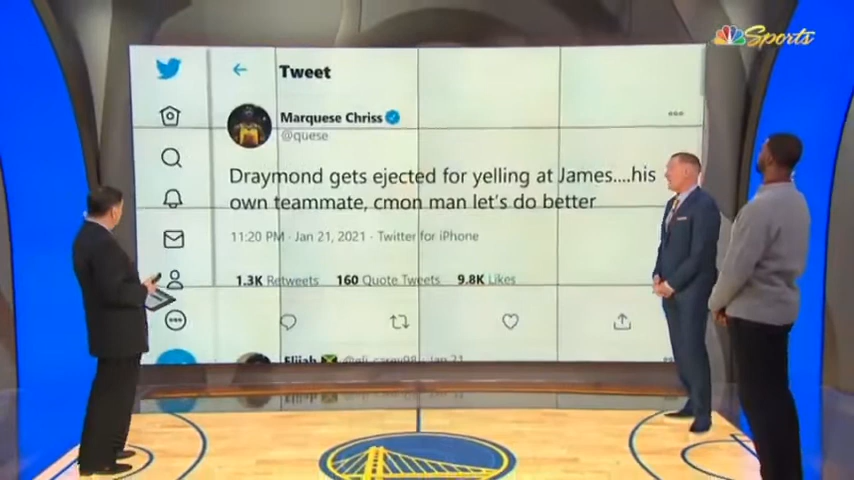 Sports
Tweet
Marquese Chriss
@quese
Draymond gets ejected for yelling at James....his
own teammate, cmon man let's do better
11:20 PM · Jan 21, 2021 · Twitter for iPhone
1.3K Retweets 160 Quote Tweets 9.8K Likes
Elijah
Jan 21